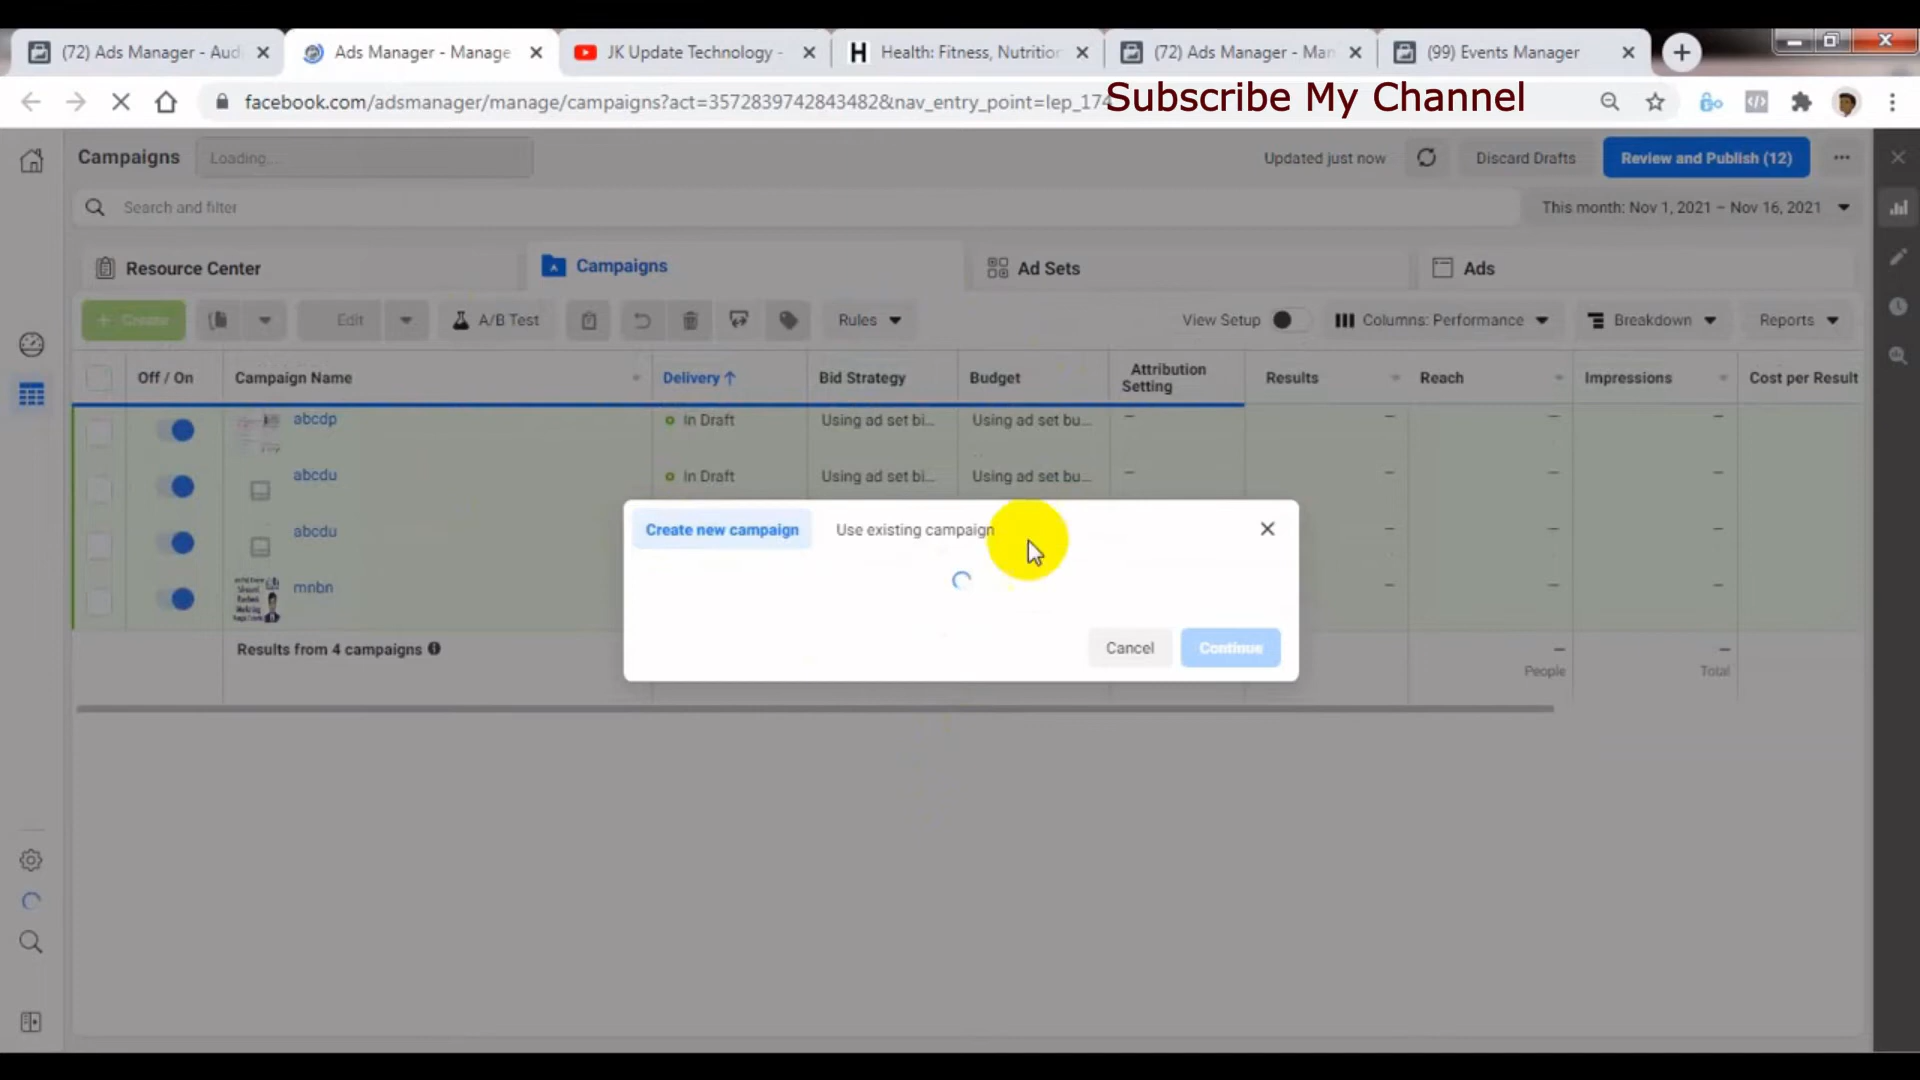 (72) Ads Manager - Aud
Ads Manager - Manage
JK Update Technology -
Health: Fitness, Nutrition
(72) Ads Manager - Man
(99) Events Manager
facebook.com/adsmanager/manage/campaigns?act=3572839742843482&nav_entry_point=lep_174
Subscribe My Channel
Campaigns
Loading...
Updated just now
Discard Drafts
Review and Publish (12)
Search and filter
This month: Nov 1, 2021 – Nov 16, 2021
Resource Center
Campaigns
Ad Sets
Ads
+ Create
Edit
A/B Test
Rules
View Setup
Columns: Performance
Breakdown
Reports
Off / On
Campaign Name
Delivery ↑
Bid Strategy
Budget
Attribution
Setting
Results
Reach
Impressions
Cost per Result
abcdp
In Draft
Using ad set bi...
Using ad set bu...
—
—
—
—
abcdu
In Draft
Using ad set bi...
Using ad set bu...
—
—
—
—
abcdu
—
—
—
mnbn
—
—
—
Create new campaign
Use existing campaign
Cancel
Continue
Results from 4 campaigns
—
People
—
Total